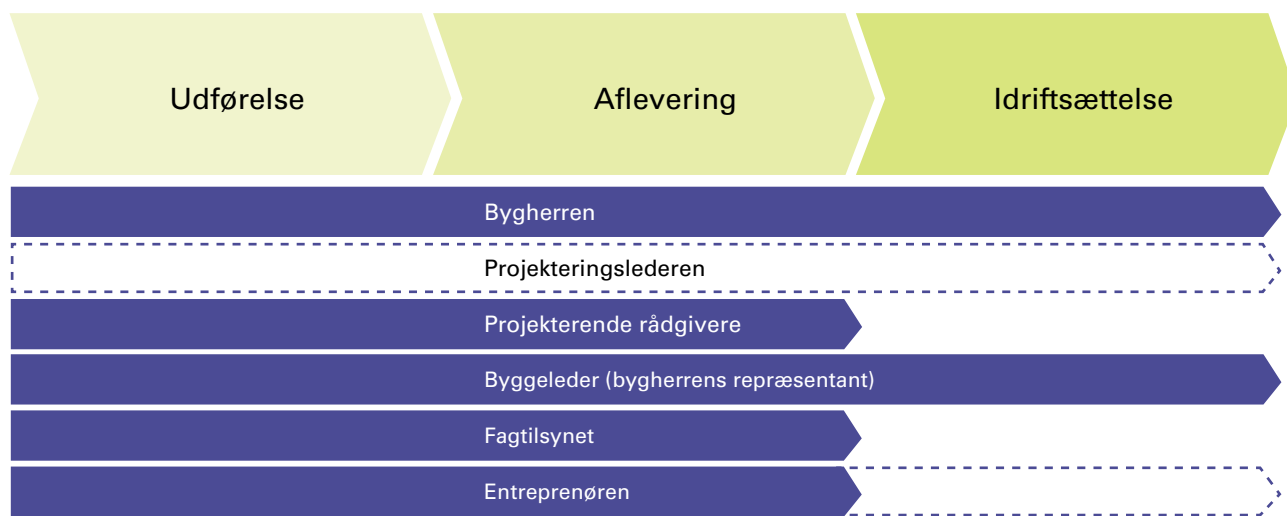 Udførelse
Aflevering
Idriftsættelse
Bygherren
Projekteringslederen
Projekterende rådgivere
Byggeleder (bygherrens repræsentant)
Fagtilsynet
Entreprenøren